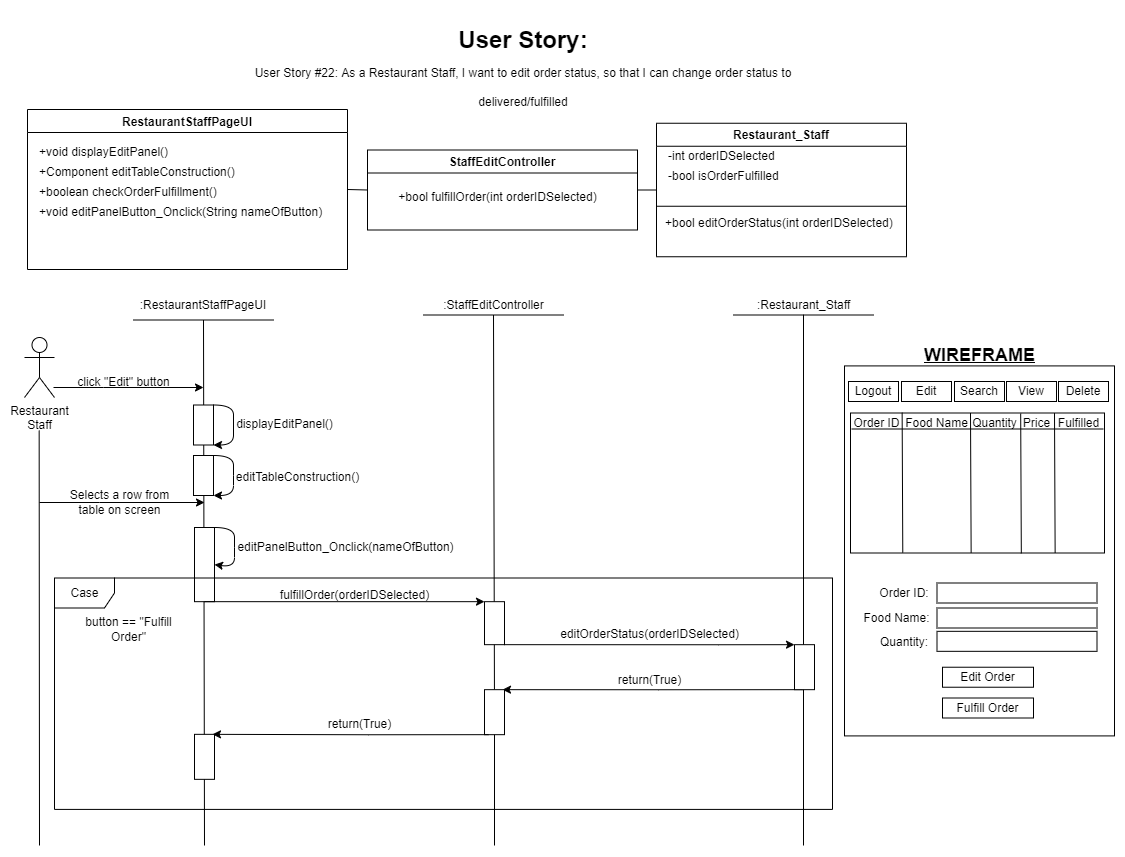 User Story:
User Story #22: As a Restaurant Staff, I want to edit order status, so that I can change order status to
delivered/fulfilled
RestaurantStaffPageUI
+void displayEditPanel()
+Component editTableConstruction()
+boolean checkOrderFulfillment()
+void editPanelButton_Onclick(String nameOfButton)
StaffEditController
+bool fulfillOrder(int orderIDSelected)
Restaurant_Staff
-int orderIDSelected
-bool isOrderFulfilled
+bool editOrderStatus(int orderIDSelected)
:RestaurantStaffPageUI
:StaffEditController
:Restaurant_Staff
Restaurant
Staff
click "Edit" button
displayEditPanel()
editTableConstruction()
Selects a row from
table on screen
editPanelButton_Onclick(nameOfButton)
Case
button == "Fulfill
Order"
fulfillOrder(orderIDSelected)
editOrderStatus(orderIDSelected)
return(True)
return(True)
WIREFRAME
Logout Edit Search View Delete
Order ID Food Name Quantity Price Fulfilled
Order ID:
Food Name:
Quantity:
Edit Order
Fulfill Order